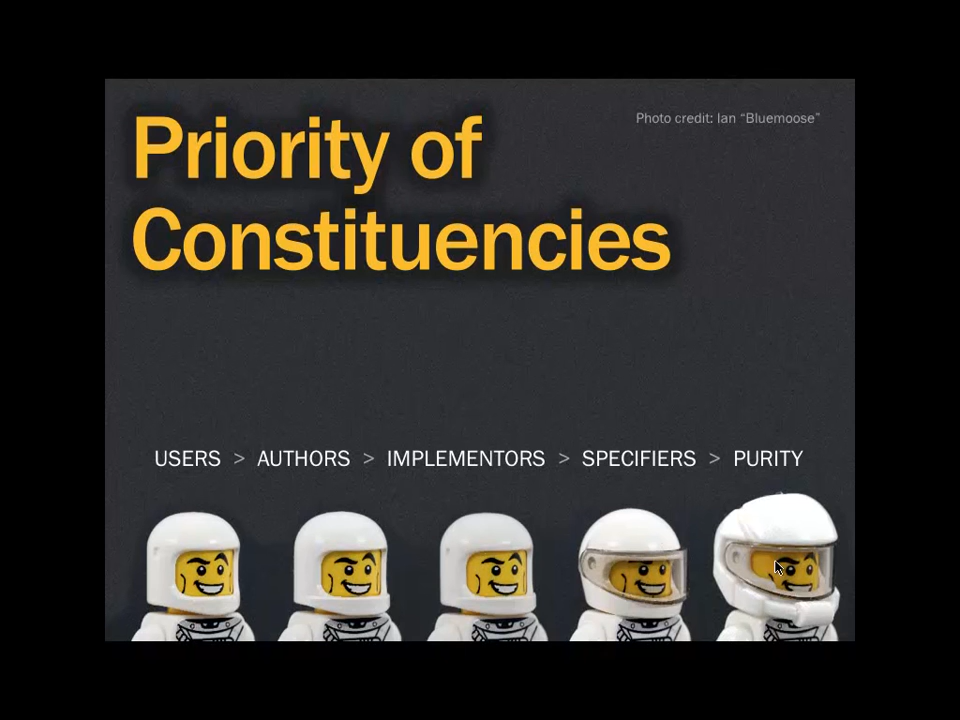 Priority of
Constituencies
Photo credit: Ian “Bluemoose”
USERS > AUTHORS > IMPLEMENTORS > SPECIFIERS > PURITY